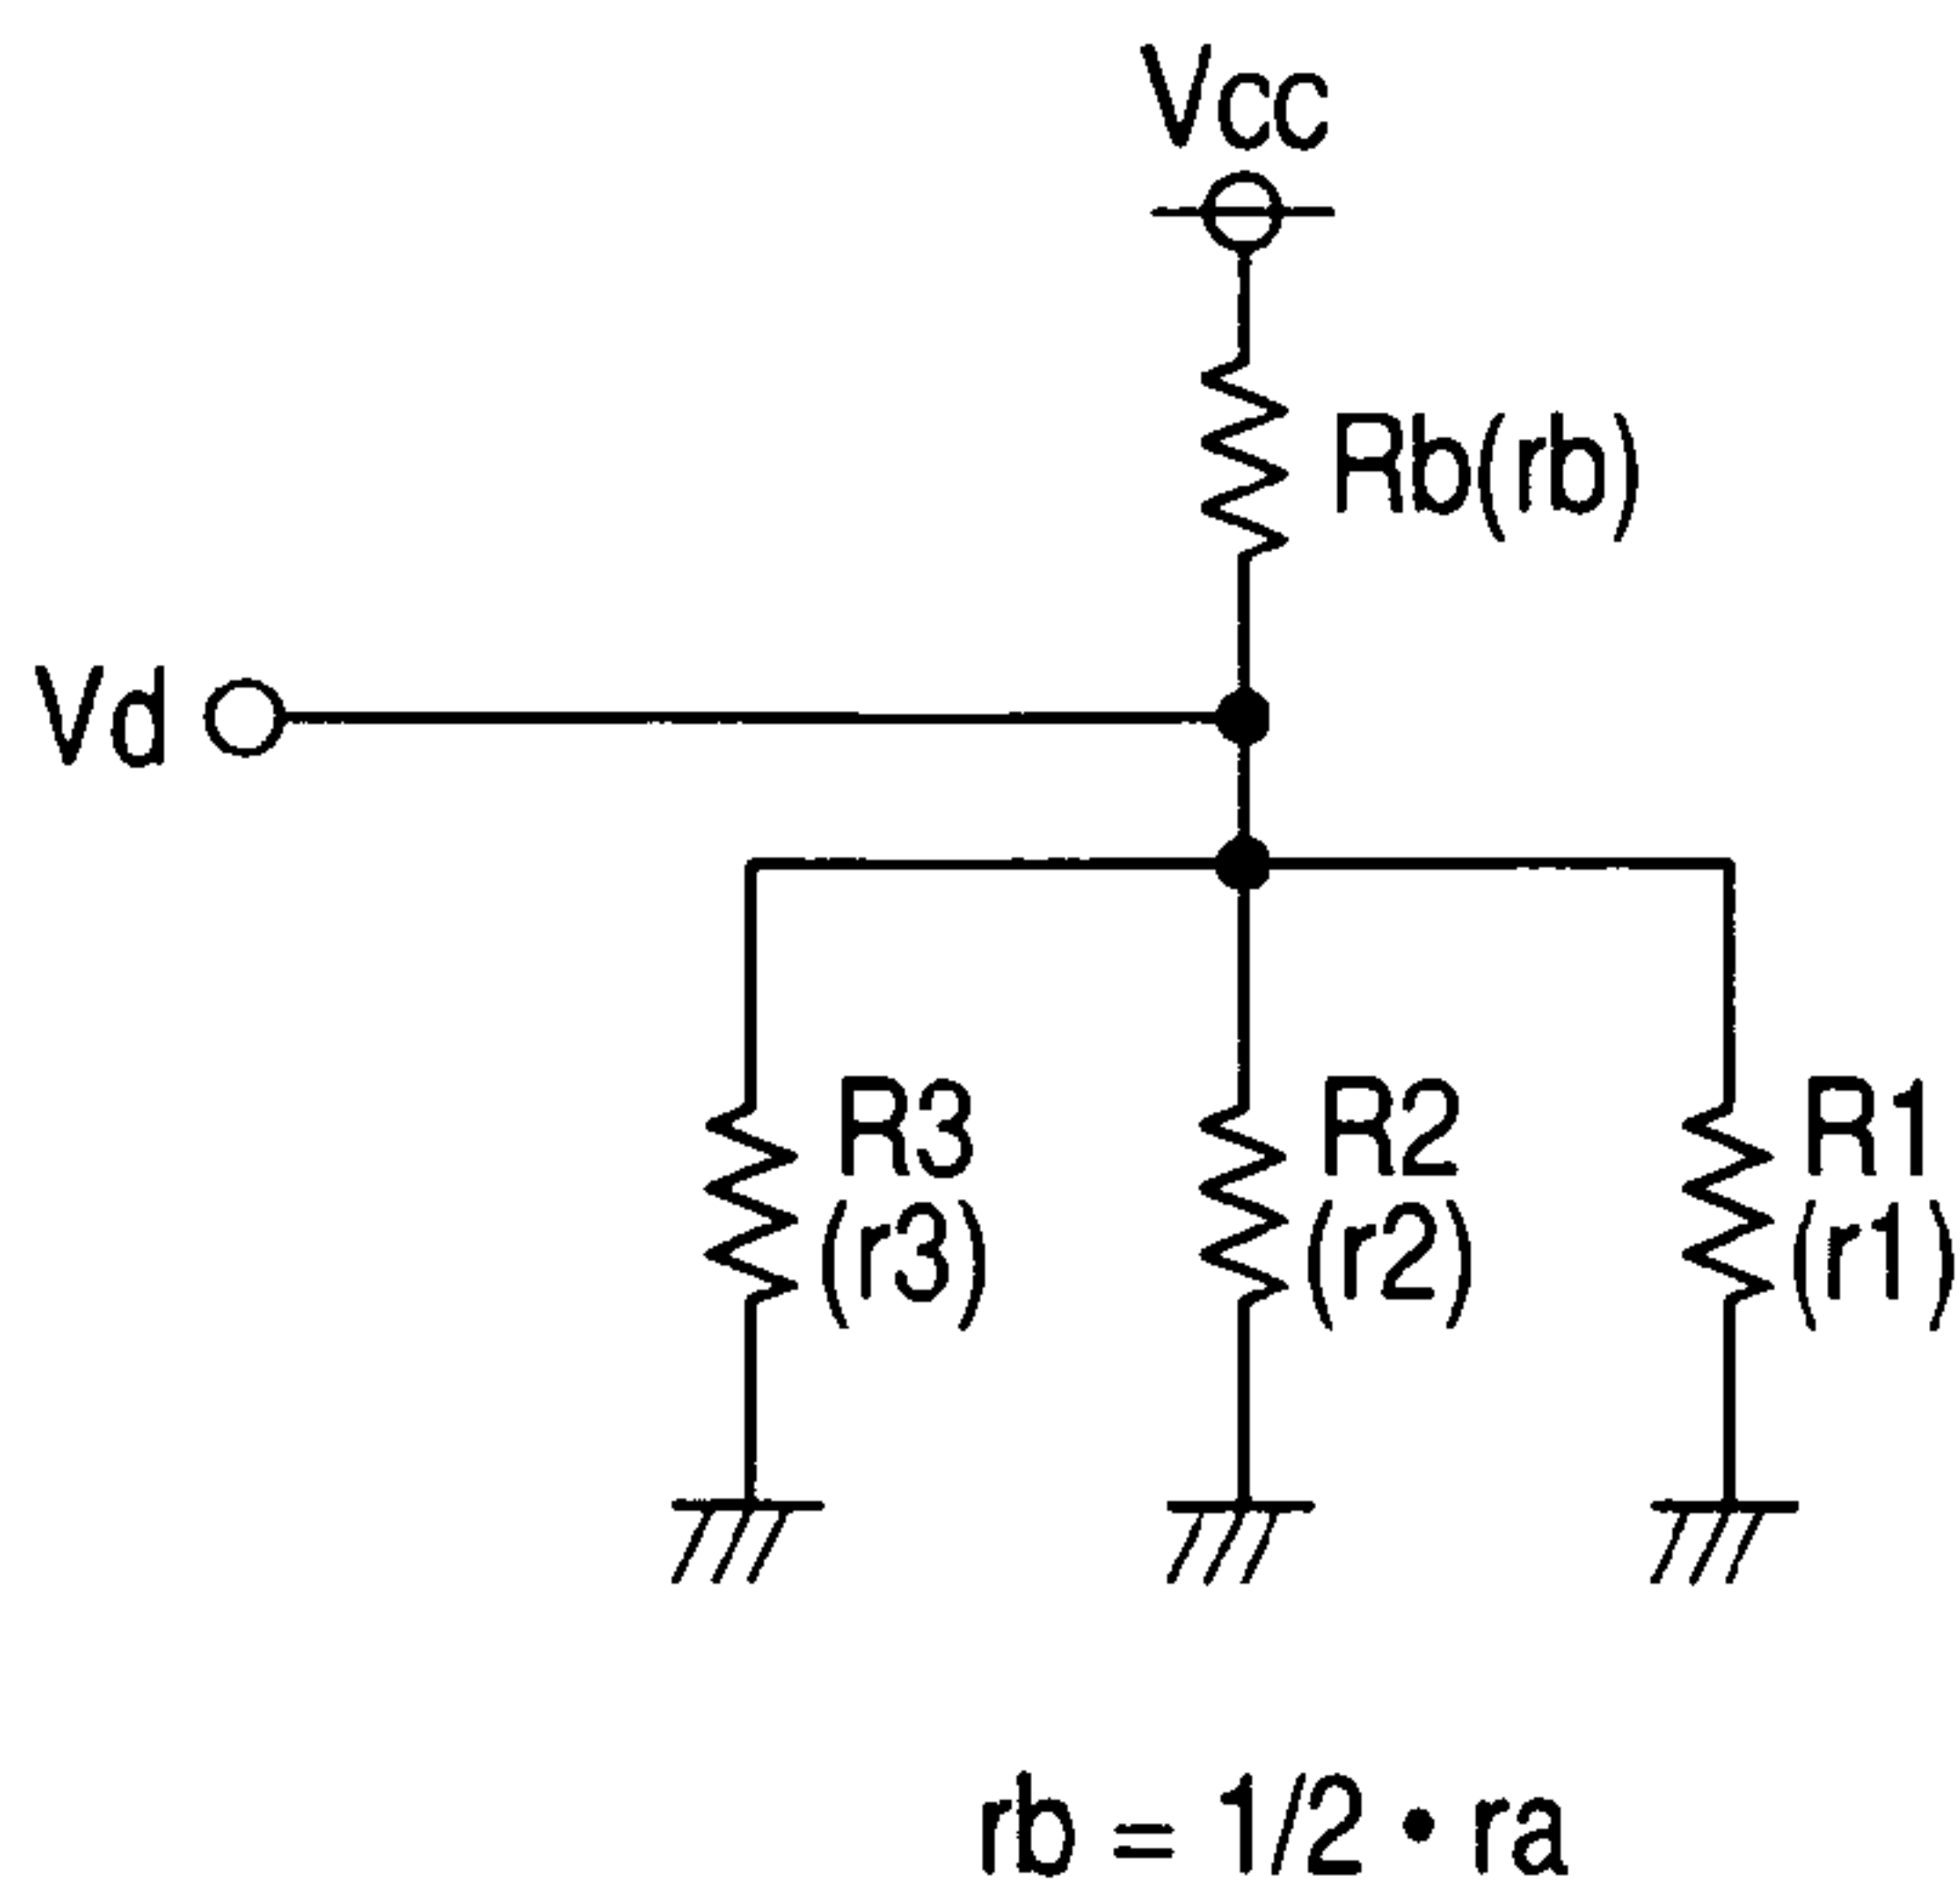 Vcc
Rb(rb)
Vd
R3
(r3)
R2
(r2)
R1
(r1)
rb = 1/2 • ra